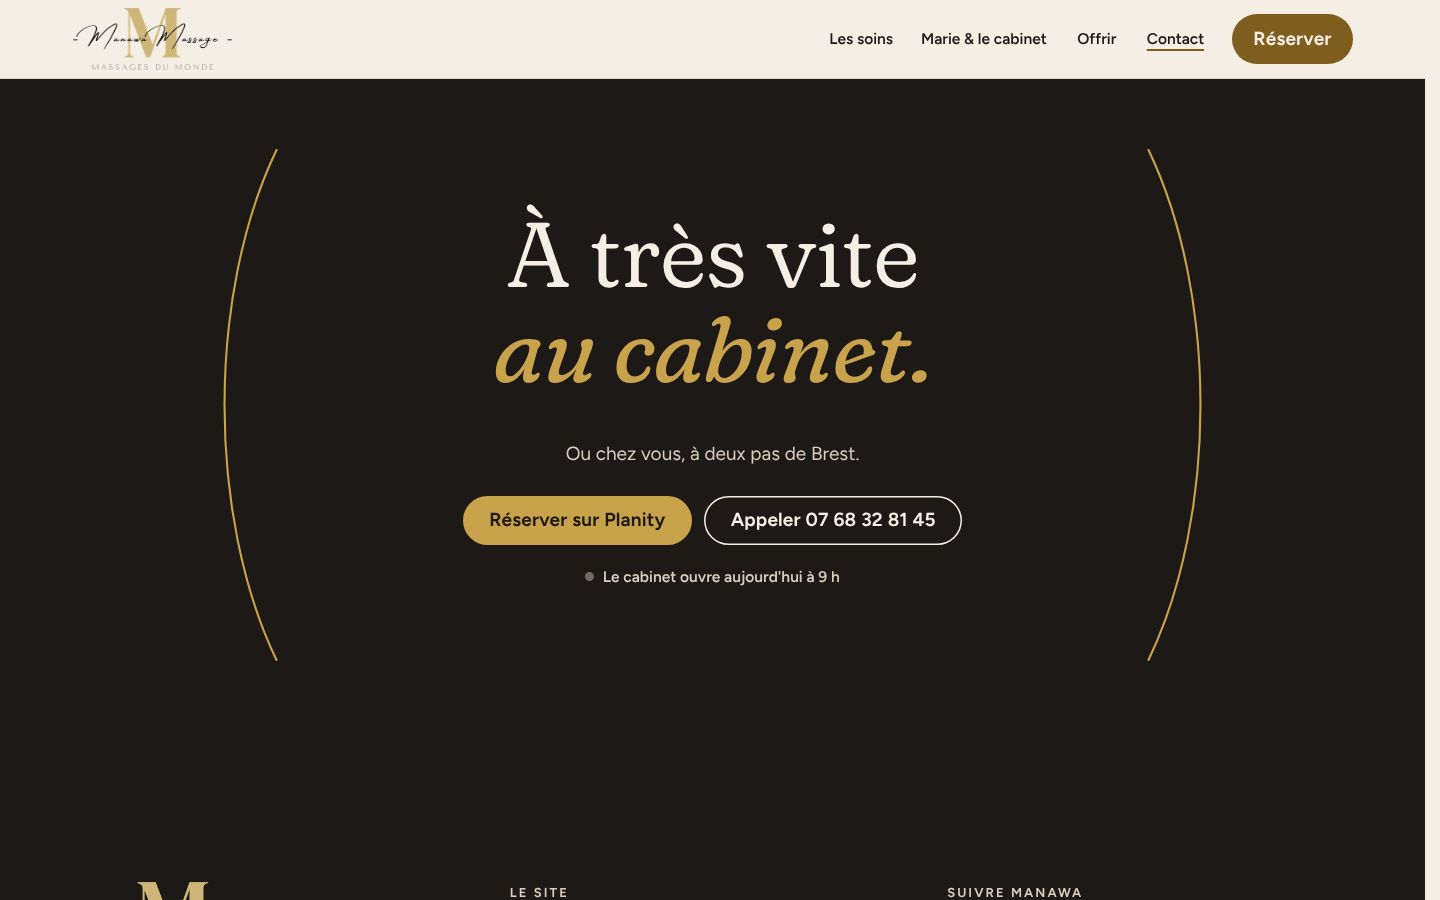 M
- Manawa Massage -
MASSAGES DU MONDE
Les soins
Marie & le cabinet
Offrir
Contact
Réserver
À très vite
au cabinet.
Ou chez vous, à deux pas de Brest.
Réserver sur Planity
Appeler 07 68 32 81 45
Le cabinet ouvre aujourd'hui à 9 h
M
LE SITE
SUIVRE MANAWA